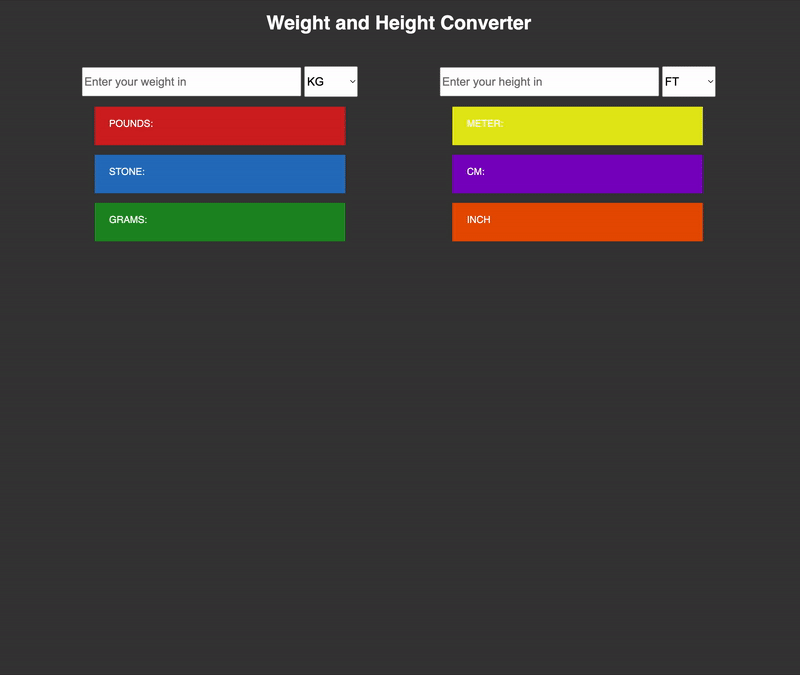 Weight and Height Converter
Enter your weight in
KG
POUNDS:
STONE:
GRAMS:
Enter your height in
FT
METER:
CM:
INCH